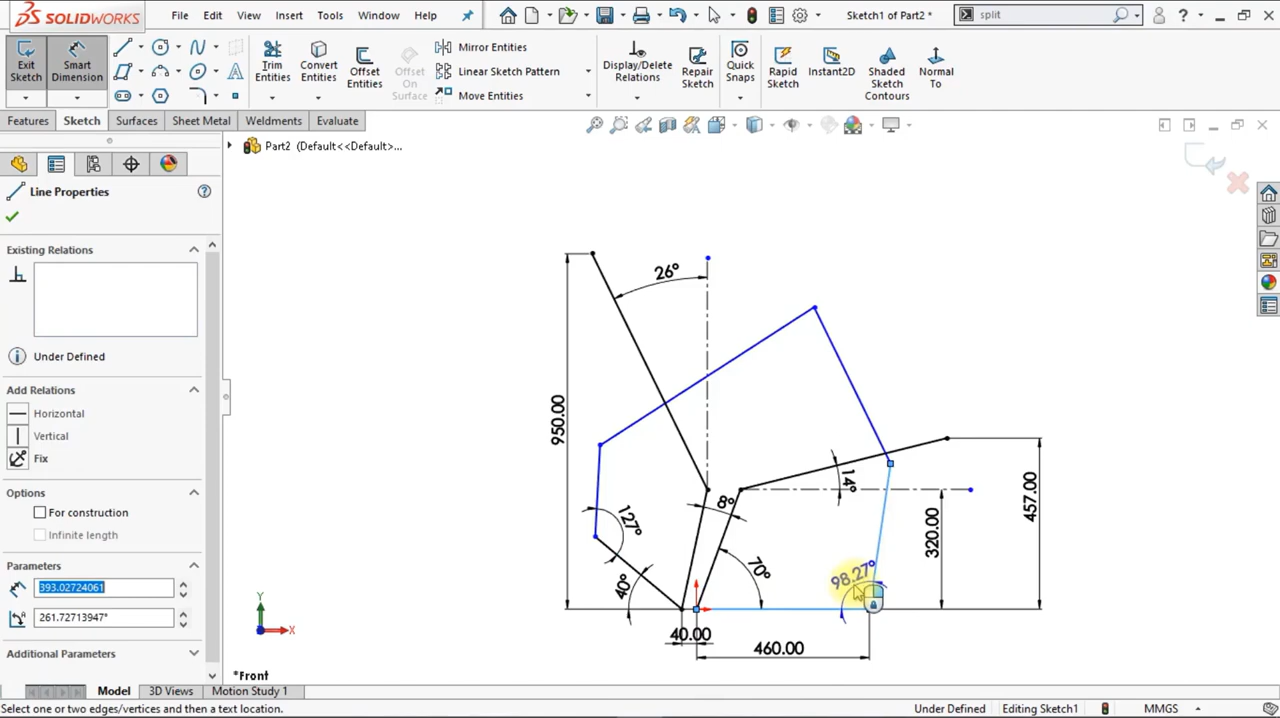 SOLIDWORKS File Edit View Insert Tools Window Help Sketch1 of Part2 * split
Exit Sketch
Smart Dimension
Trim Entities
Convert Entities
Offset Entities
Offset On Surface
Mirror Entities
Linear Sketch Pattern
Move Entities
Display/Delete Relations
Repair Sketch
Quick Snaps
Rapid Sketch
Instant2D
Shaded Sketch Contours
Normal To
Features Sketch Surfaces Sheet Metal Weldments Evaluate
Part2 (Default<<Default>...
Line Properties
Existing Relations
Under Defined
Add Relations
Horizontal
Vertical
Fix
Options
For construction
Infinite length
Parameters
393.02724061
261.72713947°
Additional Parameters
26°
950.00
14°
8°
127°
457.00
320.00
70°
40°
98.27°
40.00
460.00
Y
X
*Front
Model 3D Views Motion Study 1
Select one or two edges/vertices and then a text location. Under Defined Editing Sketch1 MMGS